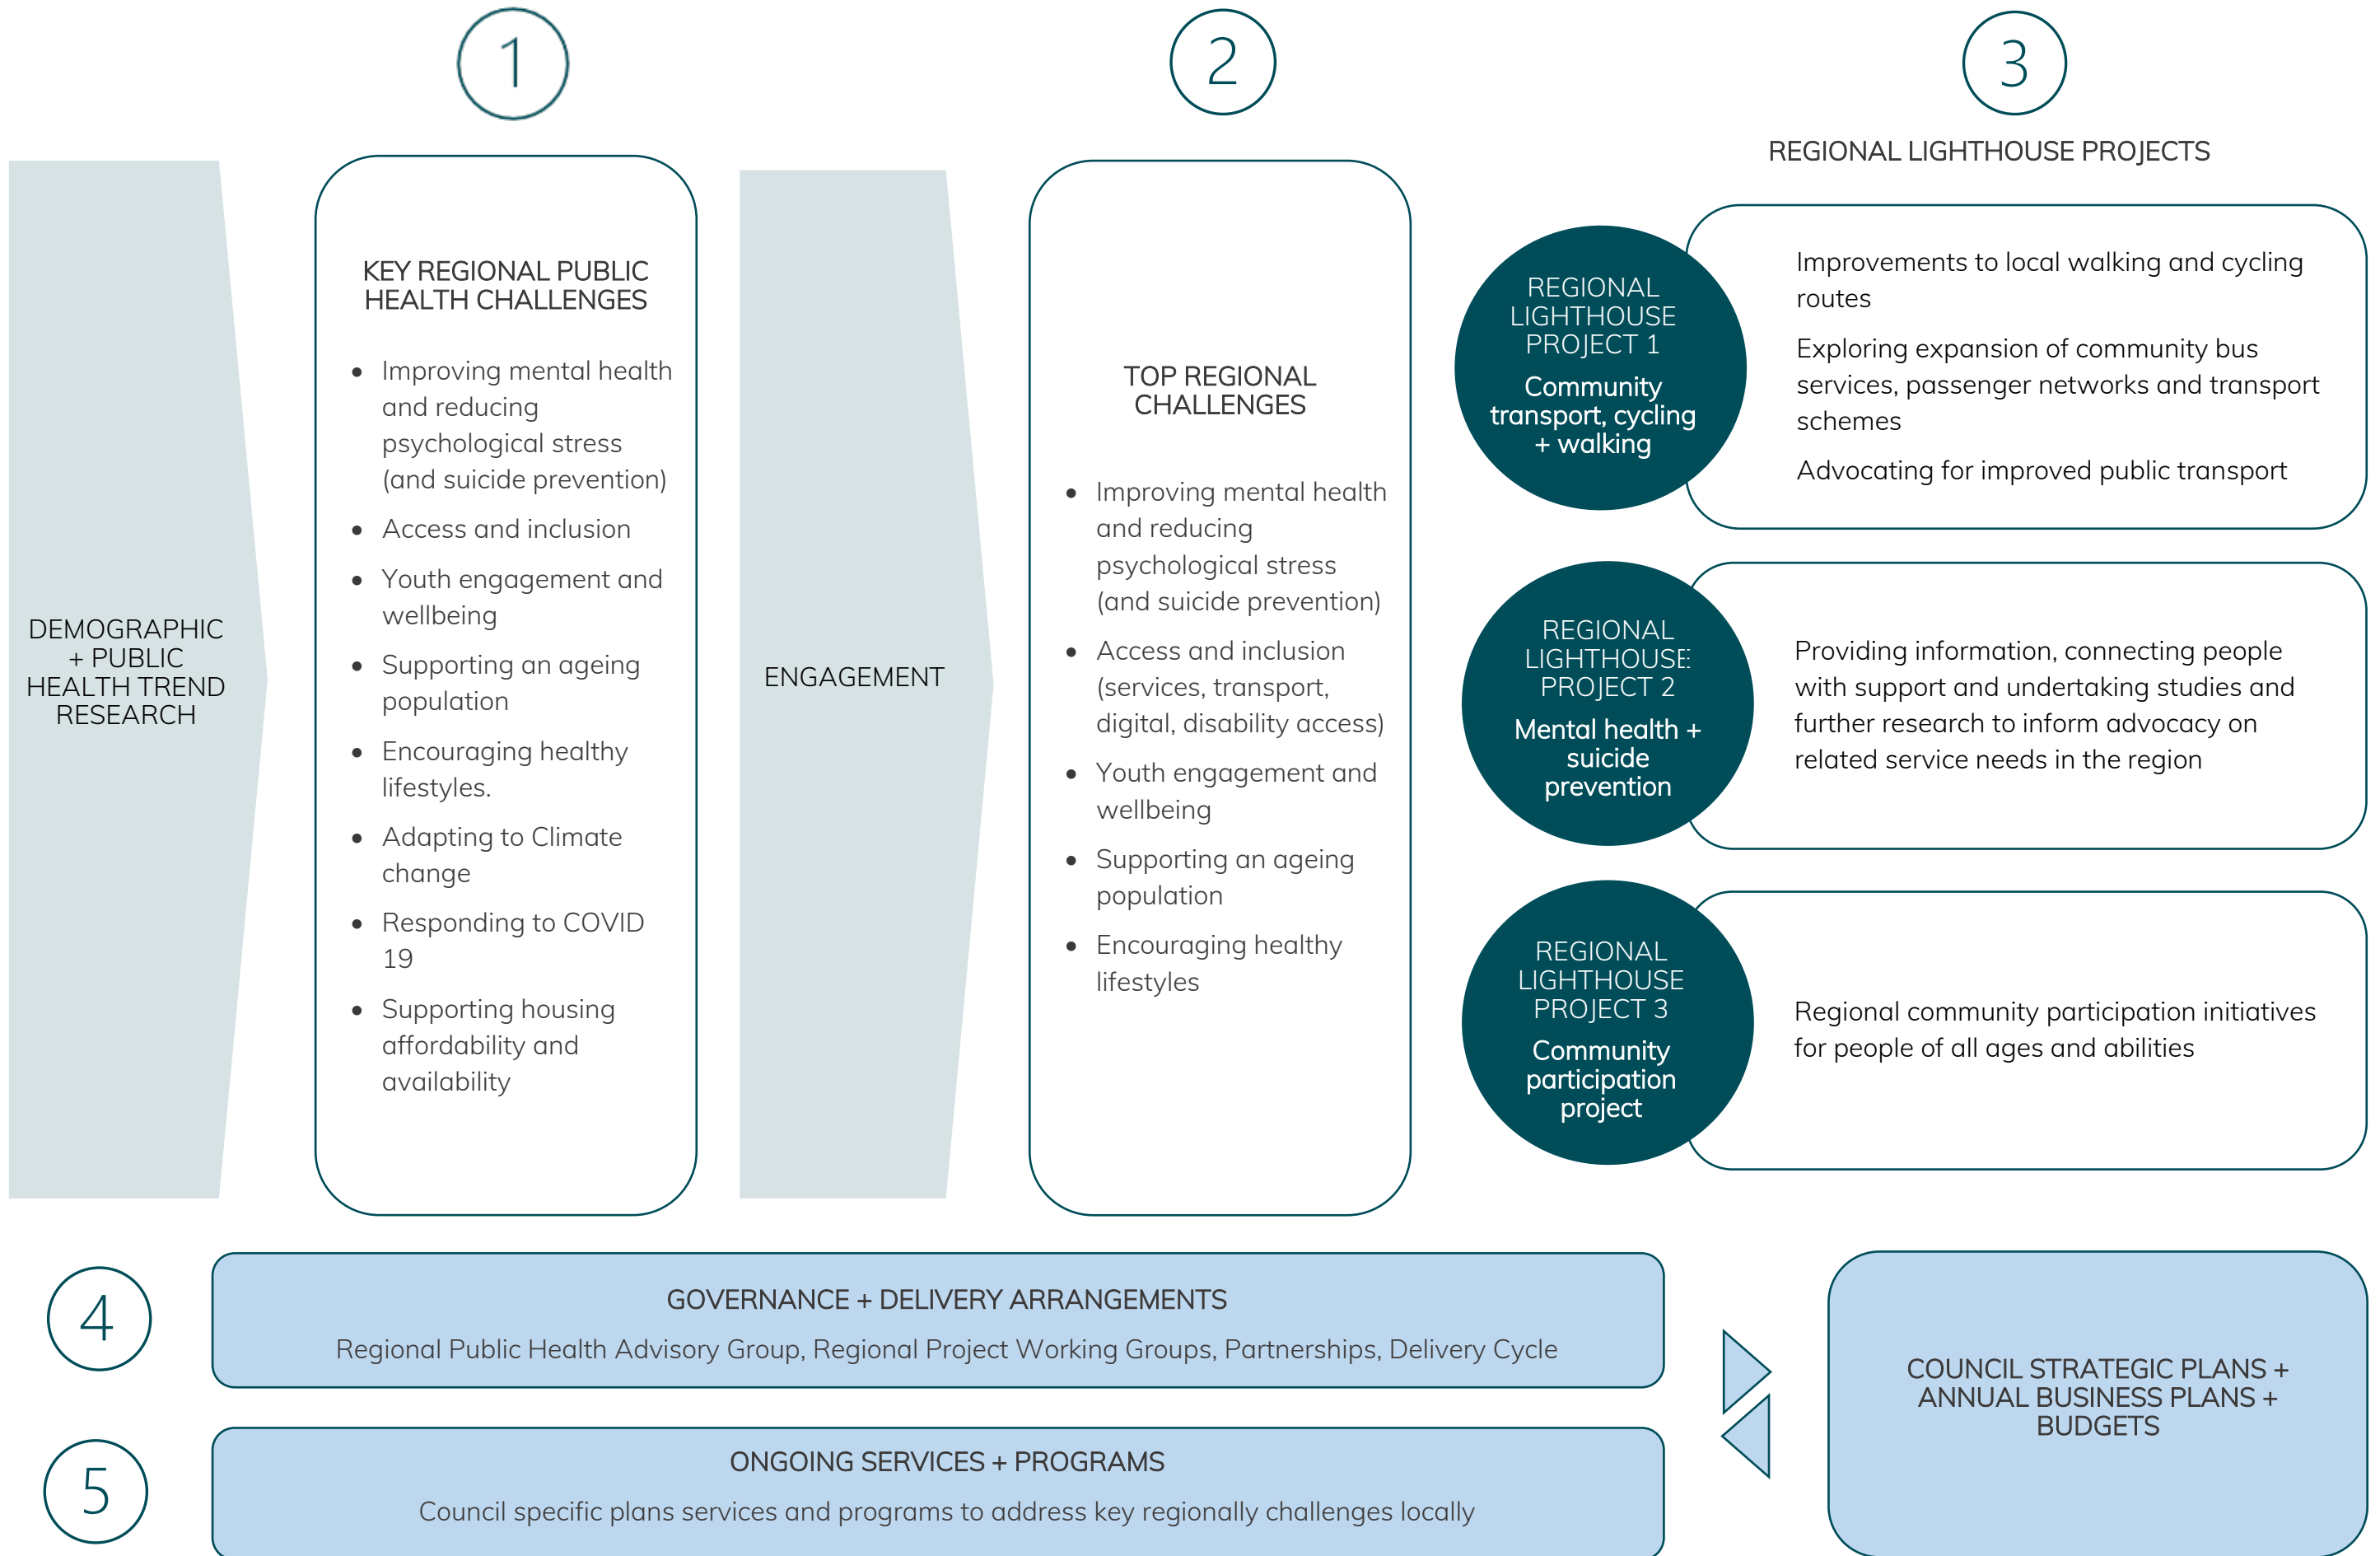 1
2
3
REGIONAL LIGHTHOUSE PROJECTS
DEMOGRAPHIC
+ PUBLIC
HEALTH TREND
RESEARCH
KEY REGIONAL PUBLIC
HEALTH CHALLENGES
• Improving mental health
and reducing
psychological stress
(and suicide prevention)
• Access and inclusion
• Youth engagement and
wellbeing
• Supporting an ageing
population
• Encouraging healthy
lifestyles.
• Adapting to Climate
change
• Responding to COVID
19
• Supporting housing
affordability and
availability
ENGAGEMENT
TOP REGIONAL
CHALLENGES
• Improving mental health
and reducing
psychological stress
(and suicide prevention)
• Access and inclusion
(services, transport,
digital, disability access)
• Youth engagement and
wellbeing
• Supporting an ageing
population
• Encouraging healthy
lifestyles
REGIONAL
LIGHTHOUSE
PROJECT 1
Community
transport, cycling
+ walking
Improvements to local walking and cycling
routes
Exploring expansion of community bus
services, passenger networks and transport
schemes
Advocating for improved public transport
REGIONAL
LIGHTHOUSE
PROJECT 2
Mental health +
suicide
prevention
Providing information, connecting people
with support and undertaking studies and
further research to inform advocacy on
related service needs in the region
REGIONAL
LIGHTHOUSE
PROJECT 3
Community
participation
project
Regional community participation initiatives
for people of all ages and abilities
4
GOVERNANCE + DELIVERY ARRANGEMENTS
Regional Public Health Advisory Group, Regional Project Working Groups, Partnerships, Delivery Cycle
5
ONGOING SERVICES + PROGRAMS
Council specific plans services and programs to address key regionally challenges locally
COUNCIL STRATEGIC PLANS +
ANNUAL BUSINESS PLANS +
BUDGETS